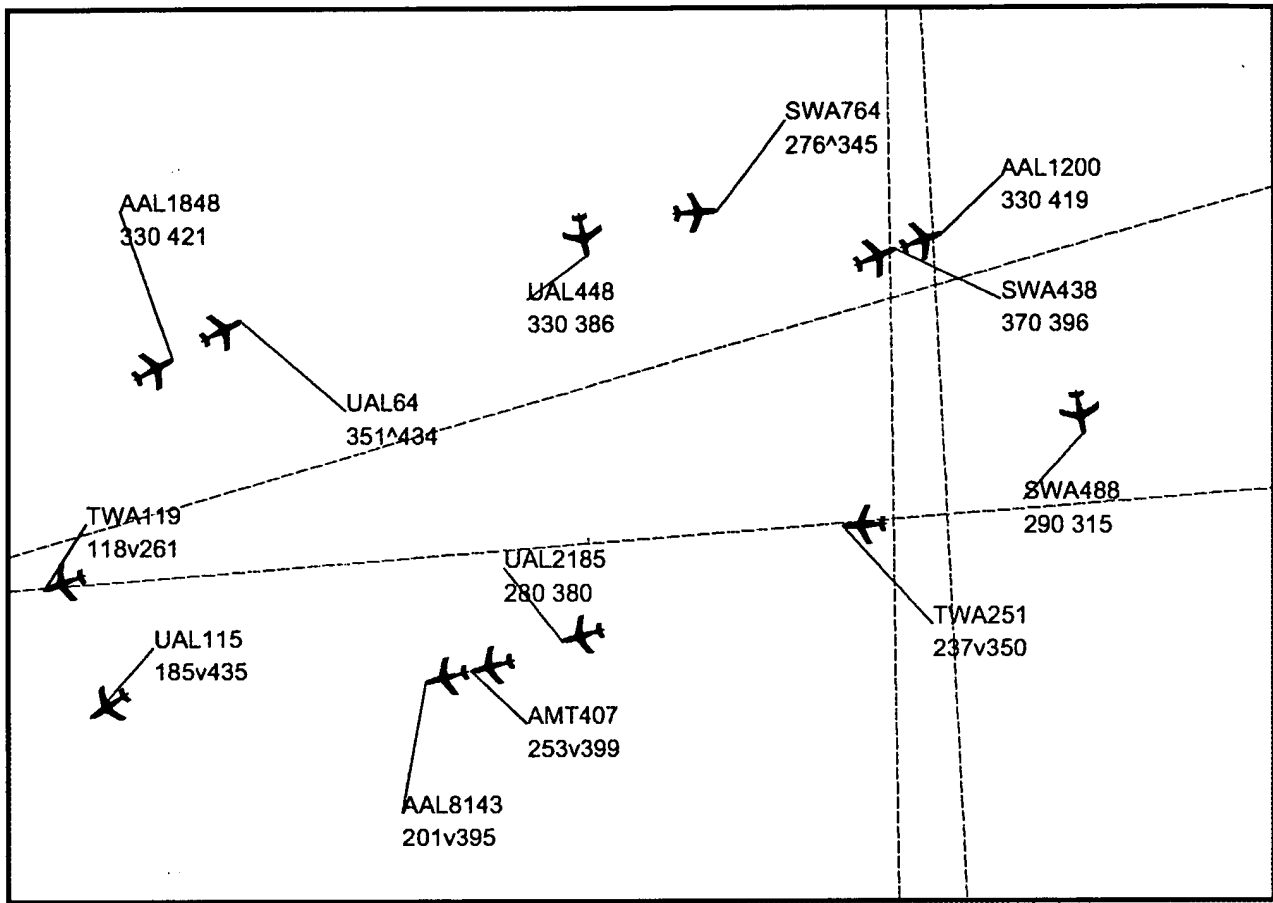 SWA764
276^345
AAL1200
330 419
AAL1848
330 421
UAL448
330 386
SWA438
370 396
UAL64
351^434
SWA488
290 315
TWA119
118v261
UAL2185
280 380
TWA251
237v350
UAL115
185v435
AMT407
253v399
AAL8143
201v395